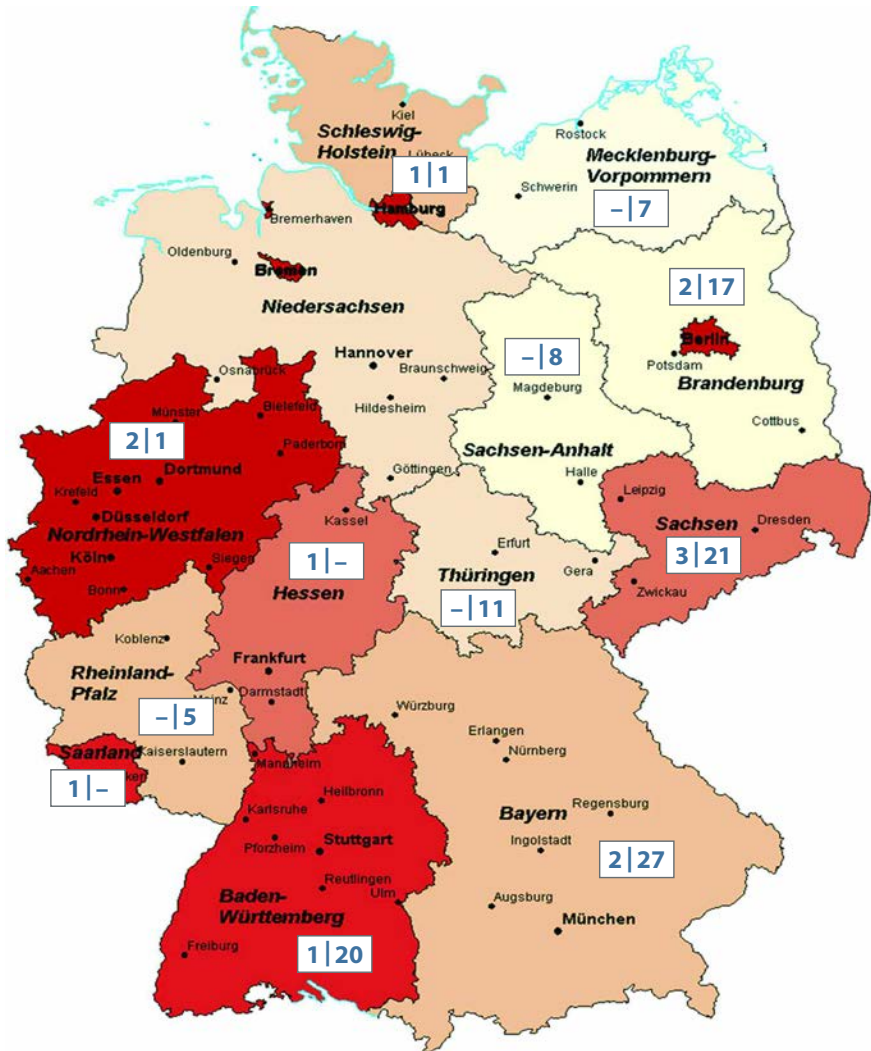 Kiel
Schleswig-
Holstein
Lübeck
1|1
Hamburg
Rostock
Mecklenburg-
Vorpommern
Schwerin
–|7
Bremerhaven
Oldenburg
Bremen
Niedersachsen
Hannover
Braunschweig
Osnabrück
Hildesheim
Göttingen
2|17
Berlin
Potsdam
Brandenburg
Cottbus
–|8
Magdeburg
Sachsen-Anhalt
Halle
Münster
Bielefeld
2|1
Paderborn
Essen
Dortmund
Krefeld
Düsseldorf
Nordrhein-Westfalen
Köln
Aachen
Siegen
Bonn
Kassel
1|–
Hessen
Frankfurt
Darmstadt
Erfurt
Thüringen
Gera
–|11
Leipzig
Sachsen
Dresden
3|21
Zwickau
Koblenz
Rheinland-
Pfalz
Mainz
–|5
Kaiserslautern
Saarland
1|–
Mannheim
Heilbronn
Karlsruhe
Pforzheim
Stuttgart
Reutlingen
Ulm
Baden-
Württemberg
Freiburg
1|20
Würzburg
Erlangen
Nürnberg
Bayern
Regensburg
Ingolstadt
2|27
Augsburg
München